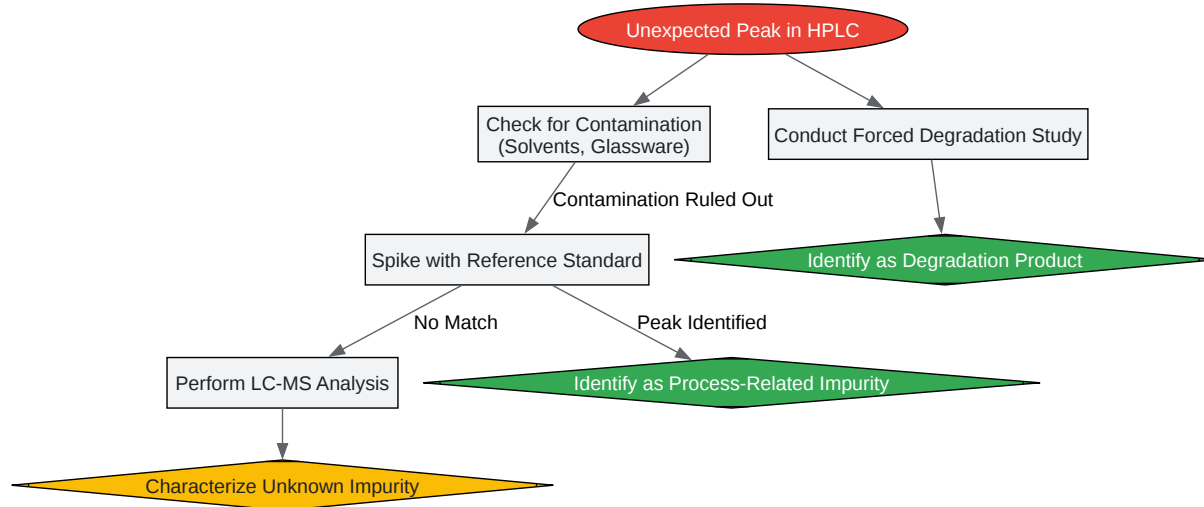 Unexpected Peak in HPLC
Check for Contamination
(Solvents, Glassware)
Conduct Forced Degradation Study
Contamination Ruled Out
Spike with Reference Standard
Identify as Degradation Product
No Match
Peak Identified
Perform LC-MS Analysis
Identify as Process-Related Impurity
Characterize Unknown Impurity